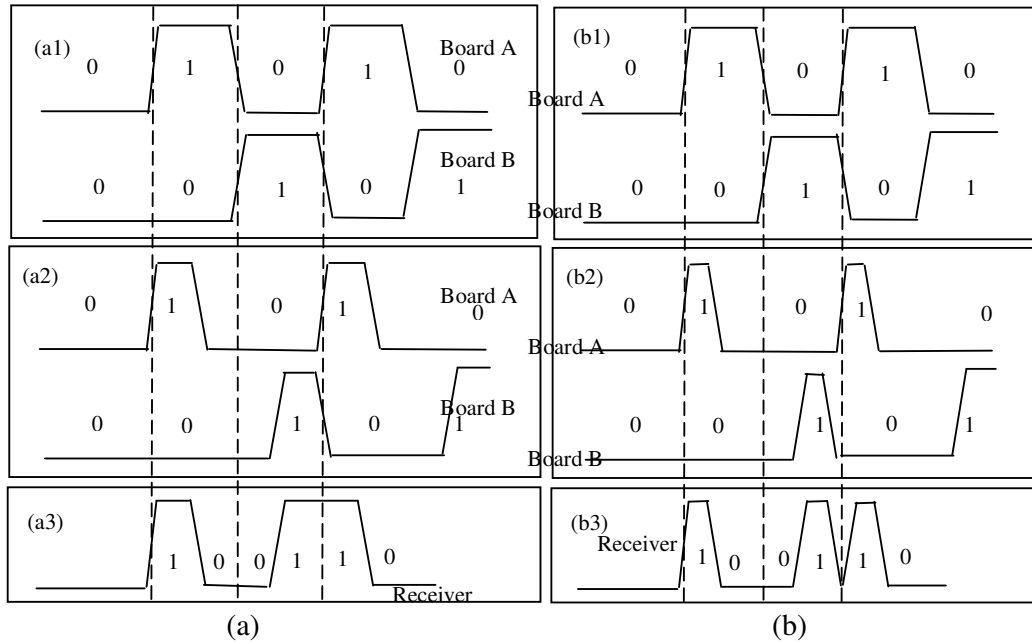 (a1)
Board A
0 1 0 1 0
Board B
0 0 1 0 1
(a2)
Board A
0 1 0 1 0
Board B
0 0 1 0 1
(a3)
1 0 0 1 1 0
Receiver
(a)
(b1)
0 1 0 1 0
Board A
0 0 1 0 1
Board B
(b2)
0 1 0 1 0
Board A
0 0 1 0 1
Board B
(b3)
Receiver
1 0 0 1 1 0
(b)